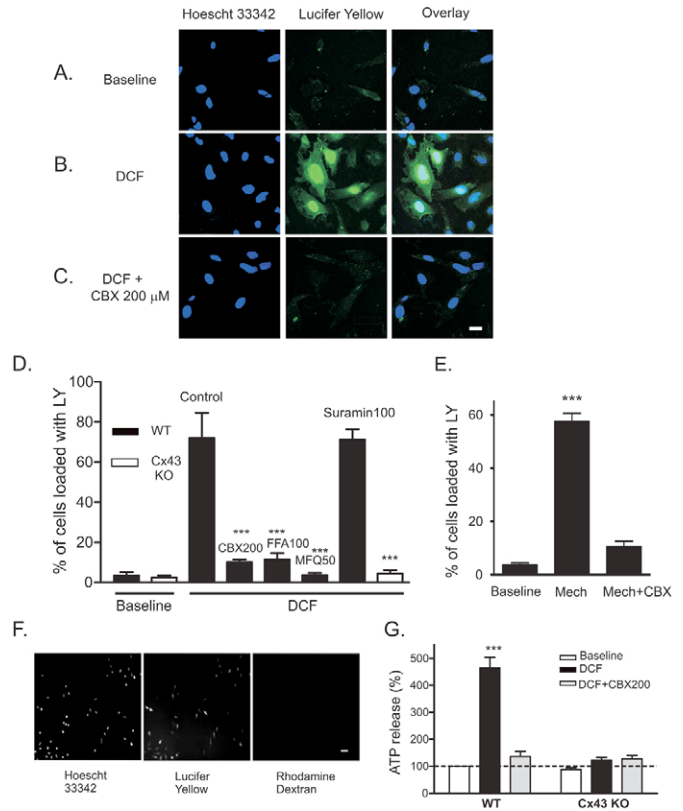 Hoescht 33342 Lucifer Yellow Overlay
A.
Baseline
B.
DCF
C.
DCF +
CBX 200 μM
D.
% of cells loaded with LY
100
80
60
40
20
0
WT
Cx43
KO
Control
***
CBX200
***
FFA100
***
MFQ50
Suramin100
***
Baseline DCF
E.
% of cells loaded with LY
60
40
20
0
***
Baseline Mech Mech+CBX
F.
Hoescht
33342
Lucifer
Yellow
Rhodamine
Dextran
G.
ATP release (%)
500
400
300
200
100
0
***
Baseline
DCF
DCF+CBX200
WT Cx43 KO